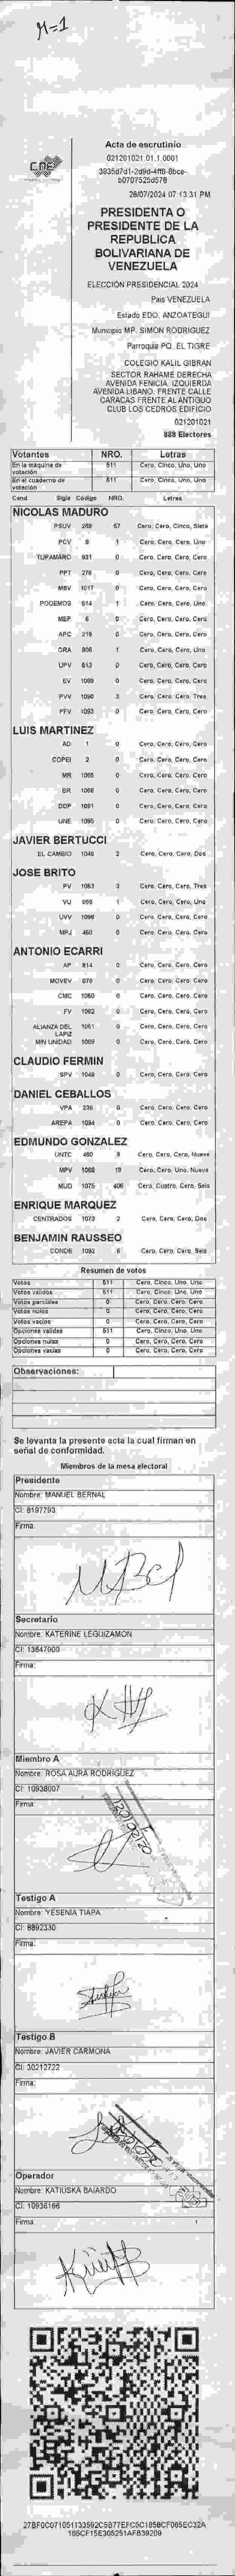 M=1
CNE
Acta de escrutinio
021201021.01.1.0001
28/07/2024 07:13:31 PM
PRESIDENTA O
PRESIDENTE DE LA
REPUBLICA
BOLIVARIANA DE
VENEZUELA
ELECCIÓN PRESIDENCIAL 2024
Pais VENEZUELA
Estado EDO. ANZOATEGUI
Municipio MP. SIMON RODRIGUEZ
Parroquia PQ. EL TIGRE
COLEGIO KALIL GIBRAN
SECTOR RAHAME DERECHA
AVENIDA FENICIA. IZQUIERDA
AVENIDA LIBANO. FRENTE CALLE
CARACAS FRENTE AL ANTIGUO
CLUB LOS CEDROS EDIFICIO
021201021
888 Electores
Votantes NRO. Letras
En la máquina de votación 511 Cero, Cinco, Uno, Uno
En el cuaderno de votación 511 Cero, Cinco, Uno, Uno
Cand Sigla Código NRO. Letras
NICOLAS MADURO
PSUV 269 57 Cero, Cero, Cinco, Siete
PCV 9 1 Cero, Cero, Cero, Uno
TUPAMARO 931 0 Cero, Cero, Cero, Cero
PPT 276 0 Cero, Cero, Cero, Cero
MSV 1017 0 Cero, Cero, Cero, Cero
PODEMOS 514 1 Cero, Cero, Cero, Uno
MEP 6 0 Cero, Cero, Cero, Cero
APC 219 0 Cero, Cero, Cero, Cero
ORA 906 1 Cero, Cero, Cero, Uno
UPV 513 0 Cero, Cero, Cero, Cero
EV 1089 0 Cero, Cero, Cero, Cero
PVV 1090 3 Cero, Cero, Cero, Tres
PFV 1093 0 Cero, Cero, Cero, Cero
LUIS MARTINEZ
AD 1 0 Cero, Cero, Cero, Cero
COPEI 2 0 Cero, Cero, Cero, Cero
MR 1065 0 Cero, Cero, Cero, Cero
BR 1066 0 Cero, Cero, Cero, Cero
DDP 1091 0 Cero, Cero, Cero, Cero
UNE 1095 0 Cero, Cero, Cero, Cero
JAVIER BERTUCCI
EL CAMBIO 1048 2 Cero, Cero, Cero, Dos
JOSE BRITO
PV 1063 3 Cero, Cero, Cero, Tres
VU 868 1 Cero, Cero, Cero, Uno
UVV 1098 0 Cero, Cero, Cero, Cero
MPJ 468 0 Cero, Cero, Cero, Cero
ANTONIO ECARRI
AP 814 0 Cero, Cero, Cero, Cero
MOVEV 970 0 Cero, Cero, Cero, Cero
CMC 1050 0 Cero, Cero, Cero, Cero
FV 1062 0 Cero, Cero, Cero, Cero
ALIANZA DEL LAPIZ 1061 0 Cero, Cero, Cero, Cero
MIN UNIDAD 1069 0 Cero, Cero, Cero, Cero
CLAUDIO FERMIN
SPV 1049 0 Cero, Cero, Cero, Cero
DANIEL CEBALLOS
VPA 236 0 Cero, Cero, Cero, Cero
AREPA 1094 0 Cero, Cero, Cero, Cero
EDMUNDO GONZALEZ
UNTC 460 9 Cero, Cero, Cero, Nueve
MPV 1060 19 Cero, Cero, Uno, Nueve
MUD 1075 406 Cero, Cuatro, Cero, Seis
ENRIQUE MARQUEZ
CENTRADOS 1073 2 Cero, Cero, Cero, Dos
BENJAMIN RAUSSEO
CONDE 1092 6 Cero, Cero, Cero, Seis
Resumen de votos
Votos 511 Cero, Cinco, Uno, Uno
Votos validos 511 Cero, Cinco, Uno, Uno
Votos parciales 0 Cero, Cero, Cero, Cero
Votos nulos 0 Cero, Cero, Cero, Cero
Votos vacios 0 Cero, Cero, Cero, Cero
Opciones validas 511 Cero, Cinco, Uno, Uno
Opciones nulas 0 Cero, Cero, Cero, Cero
Opciones vacias 0 Cero, Cero, Cero, Cero
Observaciones:
Se levanta la presente acta la cual firman en
señal de conformidad.
Miembros de la mesa electoral
Presidente
Nombre: MANUEL BERNAL
CI: 8197793
Firma:
Secretario
Nombre: KATERINE LEGUIZAMON
CI: 13647900
Firma:
Miembro A
Nombre: ROSA AURA RODRIGUEZ
CI: 10938007
Firma:
Testigo A
Nombre: YESENIA TIAPA
CI: 8892330
Firma:
Testigo B
Nombre: JAVIER CARMONA
CI: 30212722
Firma:
Operador
Nombre: KATIUSKA BAIARDO
CI: 10938166
Firma: